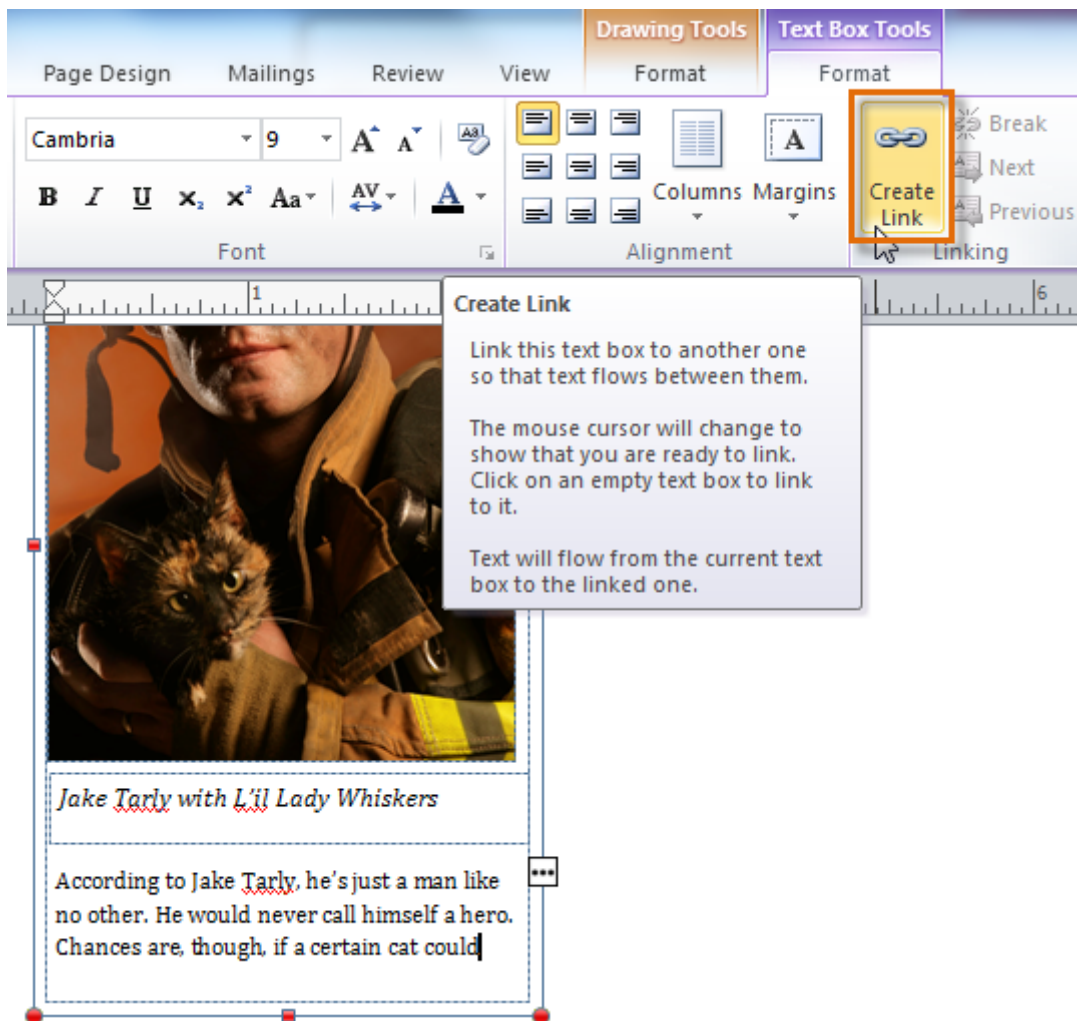 Drawing Tools Text Box Tools
Page Design Mailings Review View Format Format
Cambria 9 A A Aa
B I U x₂ x² Aa AV A
A
Columns Margins
Create Link
Break
Next
Previous
Font Alignment Linking
1 6
Create Link
Link this text box to another one
so that text flows between them.
The mouse cursor will change to
show that you are ready to link.
Click on an empty text box to link
to it.
Text will flow from the current text
box to the linked one.
Jake Tarly with L’il Lady Whiskers
According to Jake Tarly, he’s just a man like
no other. He would never call himself a hero.
Chances are, though, if a certain cat could